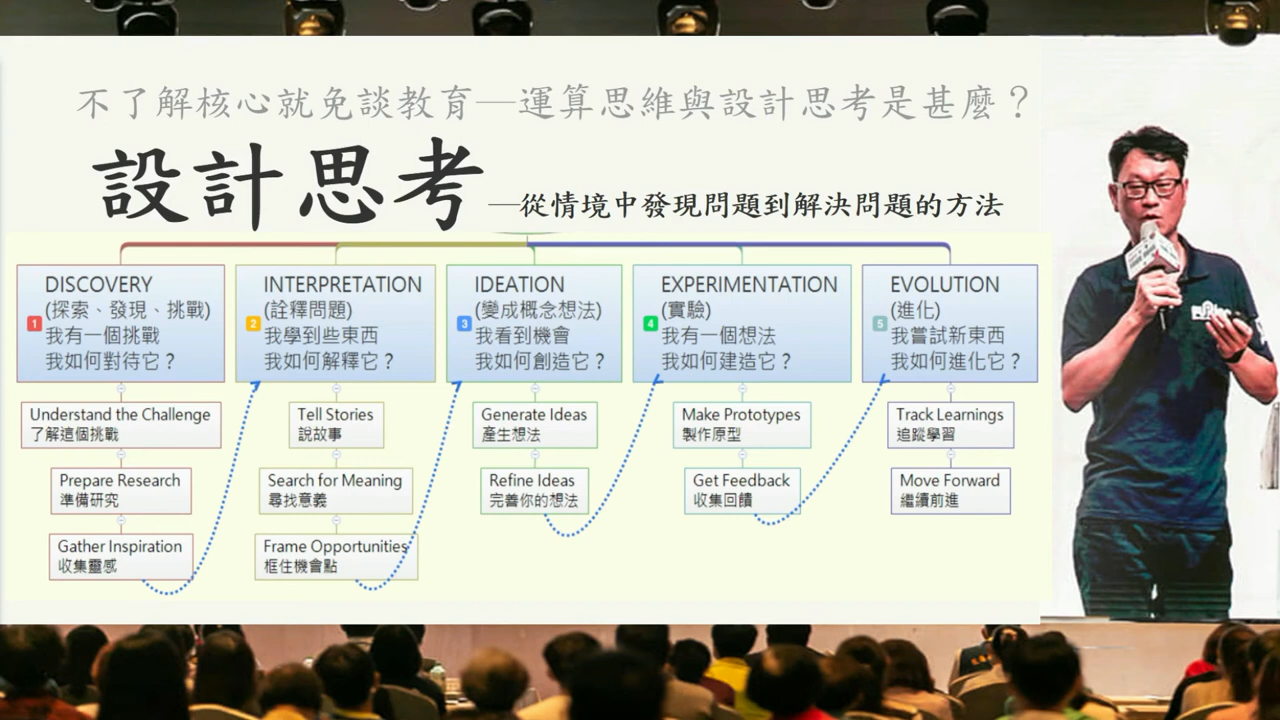 不了解核心就免談教育—運算思維與設計思考是甚麼？
設計思考—從情境中發現問題到解決問題的方法
1
DISCOVERY
(探索、發現、挑戰)
我有一個挑戰
我如何對待它？
Understand the Challenge
了解這個挑戰
Prepare Research
準備研究
Gather Inspiration
收集靈感
2
INTERPRETATION
(詮釋問題)
我學到些東西
我如何解釋它？
Tell Stories
說故事
Search for Meaning
尋找意義
Frame Opportunities
框住機會點
3
IDEATION
(變成概念想法)
我看到機會
我如何創造它？
Generate Ideas
產生想法
Refine Ideas
完善你的想法
4
EXPERIMENTATION
(實驗)
我有一個想法
我如何建造它？
Make Prototypes
製作原型
Get Feedback
收集回饋
5
EVOLUTION
(進化)
我嘗試新東西
我如何進化它？
Track Learnings
追蹤學習
Move Forward
繼續前進